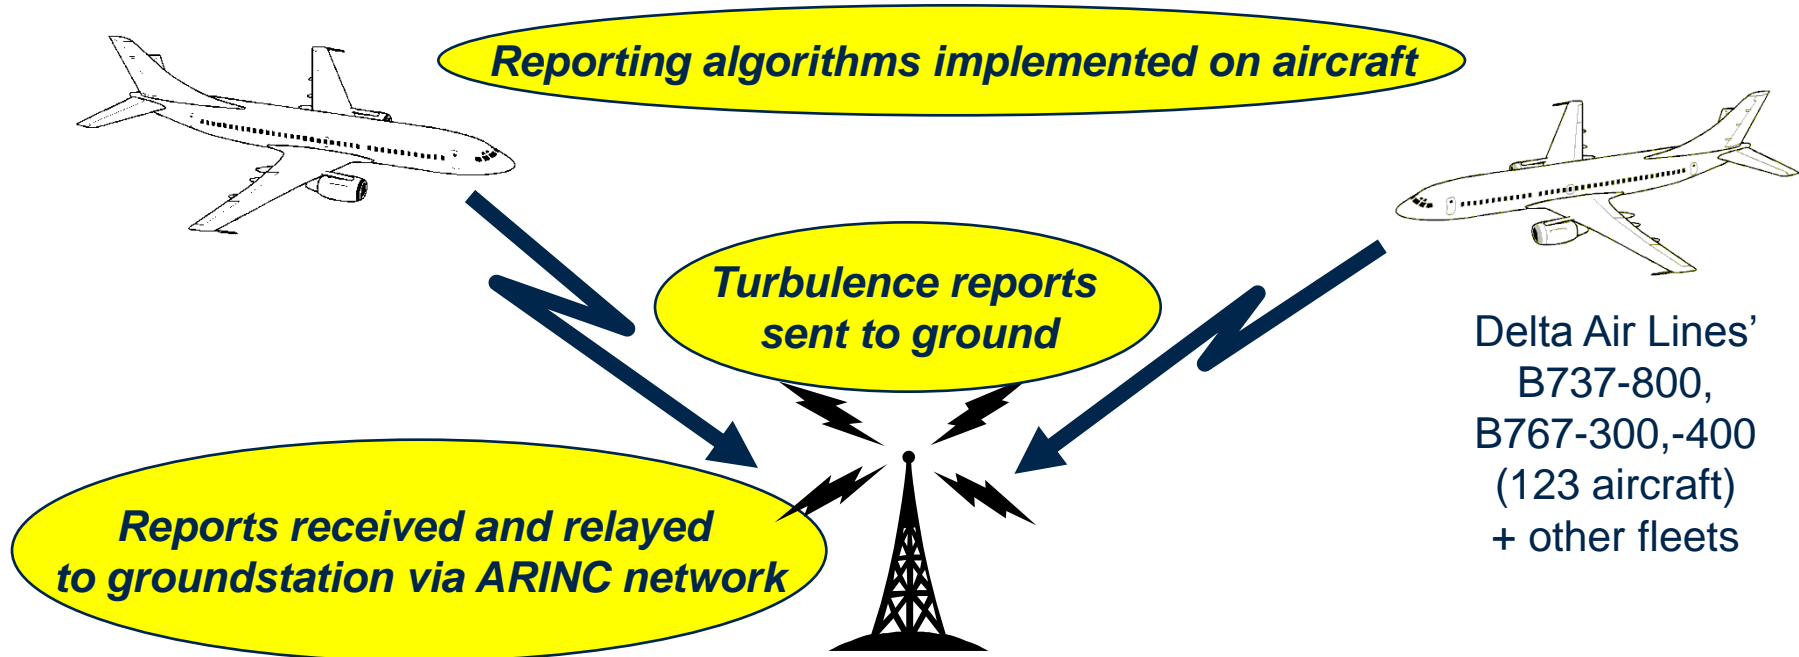 Reporting algorithms implemented on aircraft
Turbulence reports
sent to ground
Delta Air Lines’
B737-800,
B767-300,-400
(123 aircraft)
+ other fleets
Reports received and relayed
to groundstation via ARINC network